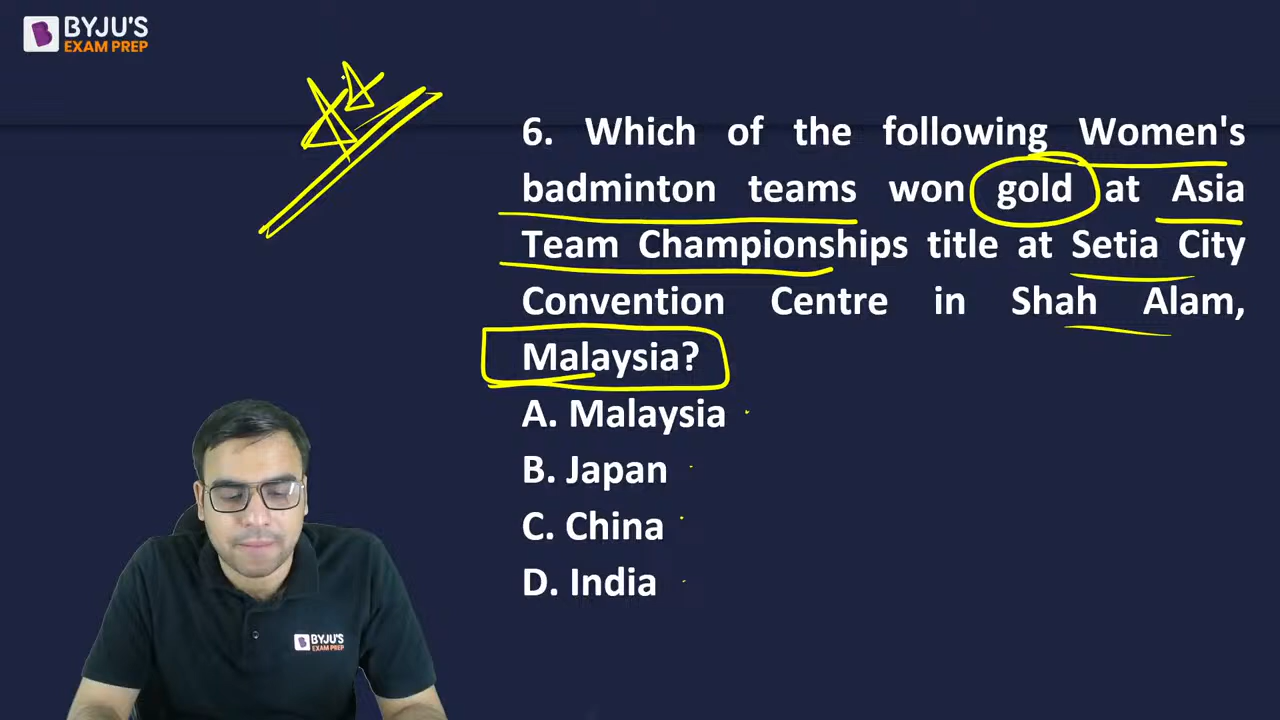 BYJU'S
EXAM PREP
6. Which of the following Women's
badminton teams won gold at Asia
Team Championships title at Setia City
Convention Centre in Shah Alam,
Malaysia?
A. Malaysia
B. Japan
C. China
D. India
BYJU'S
EXAM PREP